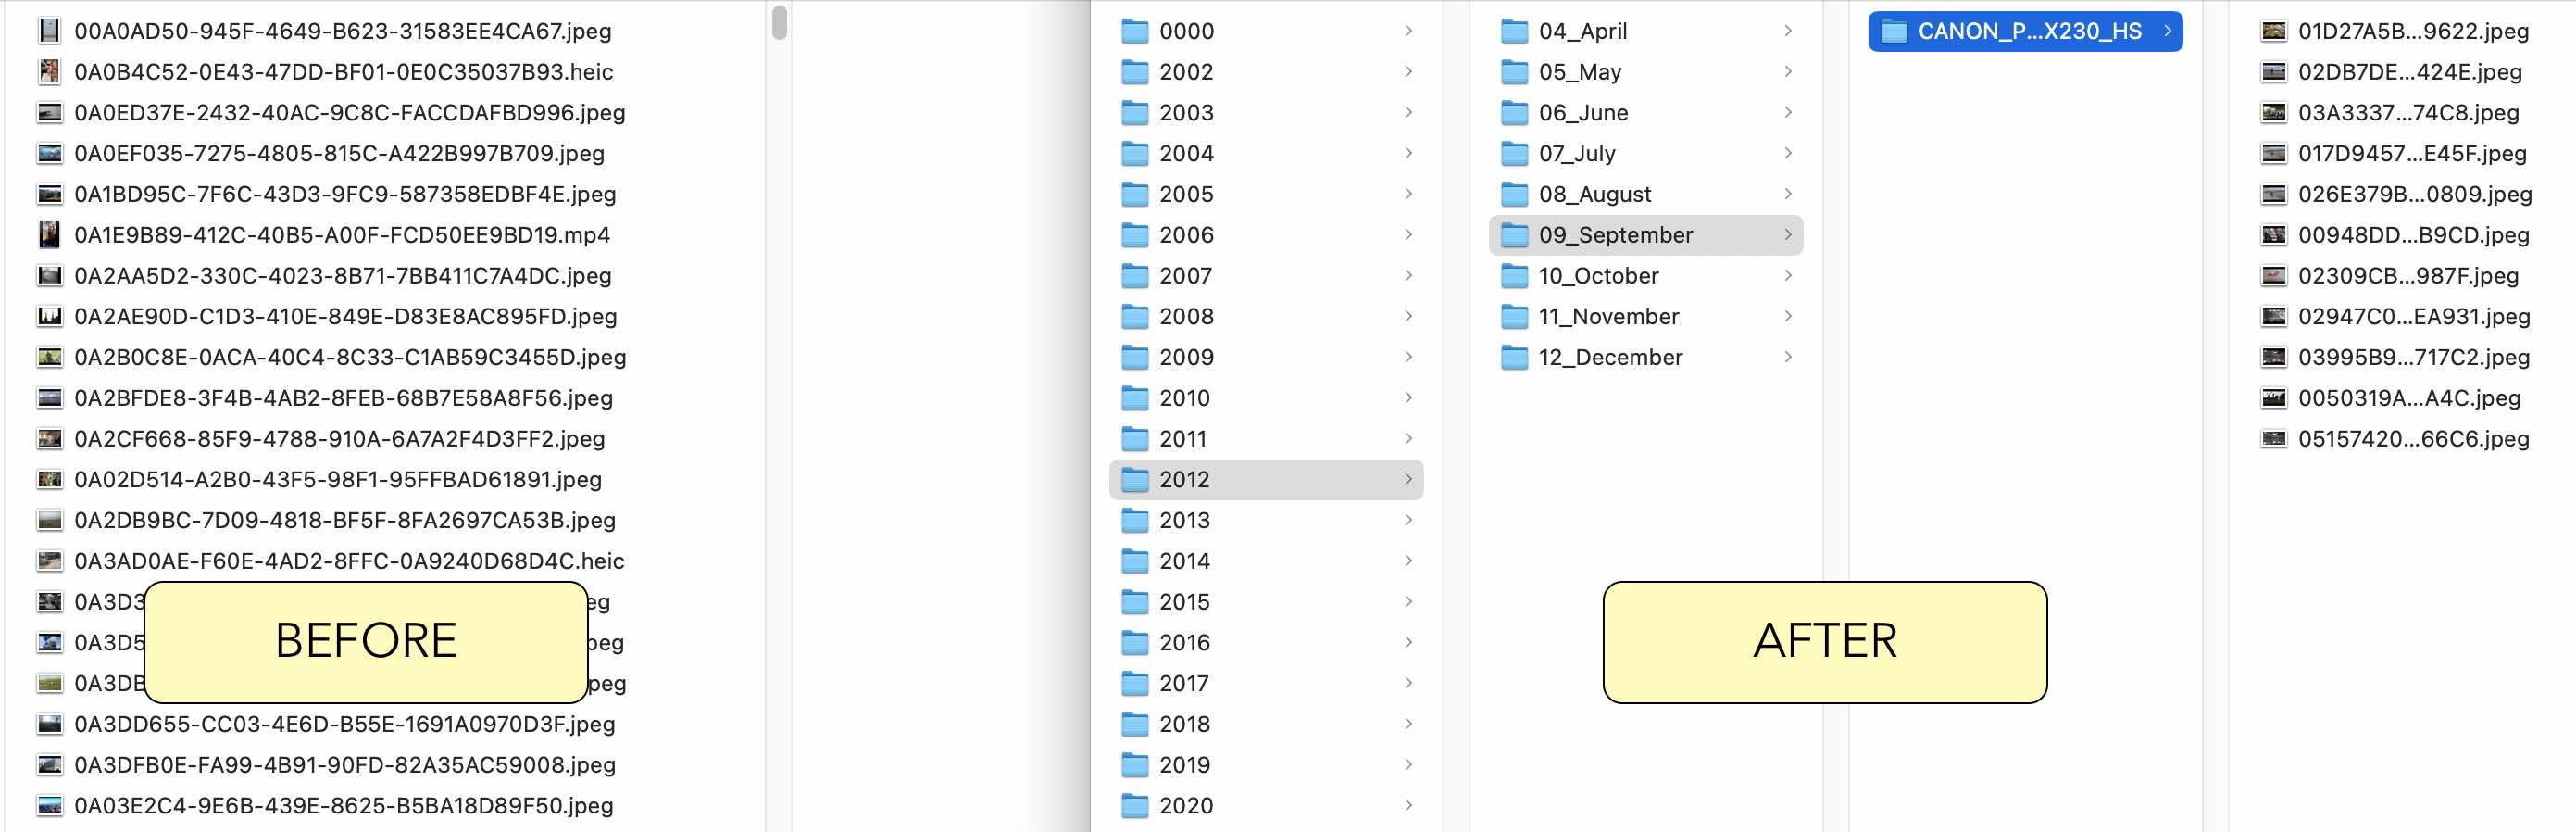 00A0AD50-945F-4649-B623-31583EE4CA67.jpeg
0A0B4C52-0E43-47DD-BF01-0E0C35037B93.heic
0A0ED37E-2432-40AC-9C8C-FACCDAFBD996.jpeg
0A0EF035-7275-4805-815C-A422B997B709.jpeg
0A1BD95C-7F6C-43D3-9FC9-587358EDBF4E.jpeg
0A1E9B89-412C-40B5-A00F-FCD50EE9BD19.mp4
0A2AA5D2-330C-4023-8B71-7BB411C7A4DC.jpeg
0A2AE90D-C1D3-410E-849E-D83E8AC895FD.jpeg
0A2B0C8E-0ACA-40C4-8C33-C1AB59C3455D.jpeg
0A2BFDE8-3F4B-4AB2-8FEB-68B7E58A8F56.jpeg
0A2CF668-85F9-4788-910A-6A7A2F4D3FF2.jpeg
0A02D514-A2B0-43F5-98F1-95FFBAD61891.jpeg
0A2DB9BC-7D09-4818-BF5F-8FA2697CA53B.jpeg
0A3AD0AE-F60E-4AD2-8FFC-0A9240D68D4C.heic
0A3D3 eg
0A3D5 peg
0A3DB peg
0A3DD655-CC03-4E6D-B55E-1691A0970D3F.jpeg
0A3DFB0E-FA99-4B91-90FD-82A35AC59008.jpeg
0A03E2C4-9E6B-439E-8625-B5BA18D89F50.jpeg
BEFORE
0000
2002
2003
2004
2005
2006
2007
2008
2009
2010
2011
2012
2013
2014
2015
2016
2017
2018
2019
2020
04_April
05_May
06_June
07_July
08_August
09_September
10_October
11_November
12_December
CANON_P...X230_HS
AFTER
01D27A5B...9622.jpeg
02DB7DE...424E.jpeg
03A3337...74C8.jpeg
017D9457...E45F.jpeg
026E379B...0809.jpeg
00948DD...B9CD.jpeg
02309CB...987F.jpeg
02947C0...EA931.jpeg
03995B9...717C2.jpeg
0050319A...A4C.jpeg
05157420...66C6.jpeg